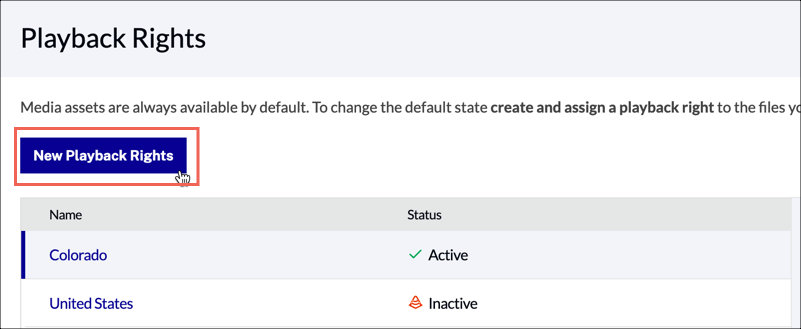 Playback Rights
Media assets are always available by default. To change the default state create and assign a playback right to the files
New Playback Rights
Name Status
Colorado Active
United States Inactive